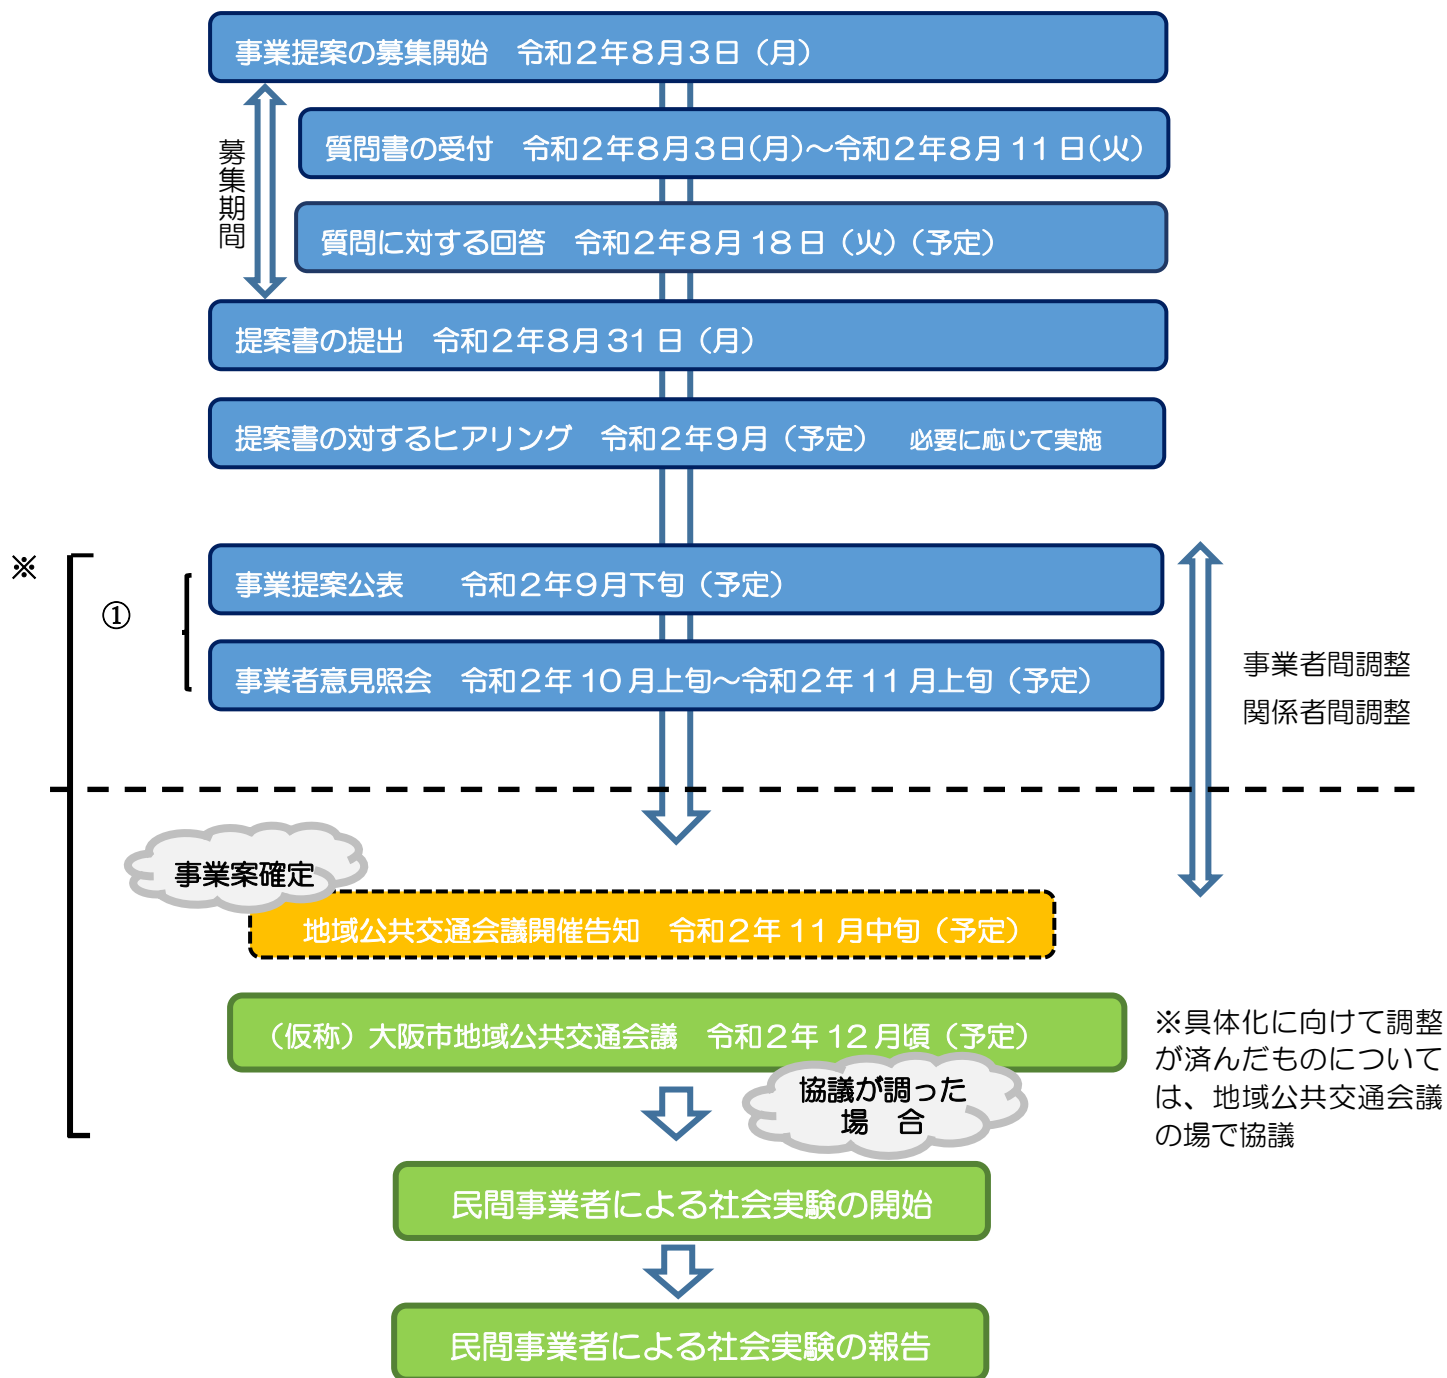 事業提案の募集開始　令和２年８月３日（月）
募集期間
質問書の受付　令和２年８月３日(月)～令和２年８月 11 日(火)
質問に対する回答　令和２年８月 18 日（火）（予定）
提案書の提出　令和２年８月 31 日（月）
提案書の対するヒアリング　令和２年９月（予定）　必要に応じて実施
※
①
事業提案公表　　令和２年９月下旬（予定）
事業者意見照会　令和２年 10 月上旬～令和２年 11 月上旬（予定）
事業者間調整
関係者間調整
事業案確定
地域公共交通会議開催告知　令和２年 11 月中旬（予定）
（仮称）大阪市地域公共交通会議　令和２年 12 月頃（予定）
※具体化に向けて調整
が済んだものについて
は、地域公共交通会議
の場で協議
協議が調った
場　合
民間事業者による社会実験の開始
民間事業者による社会実験の報告